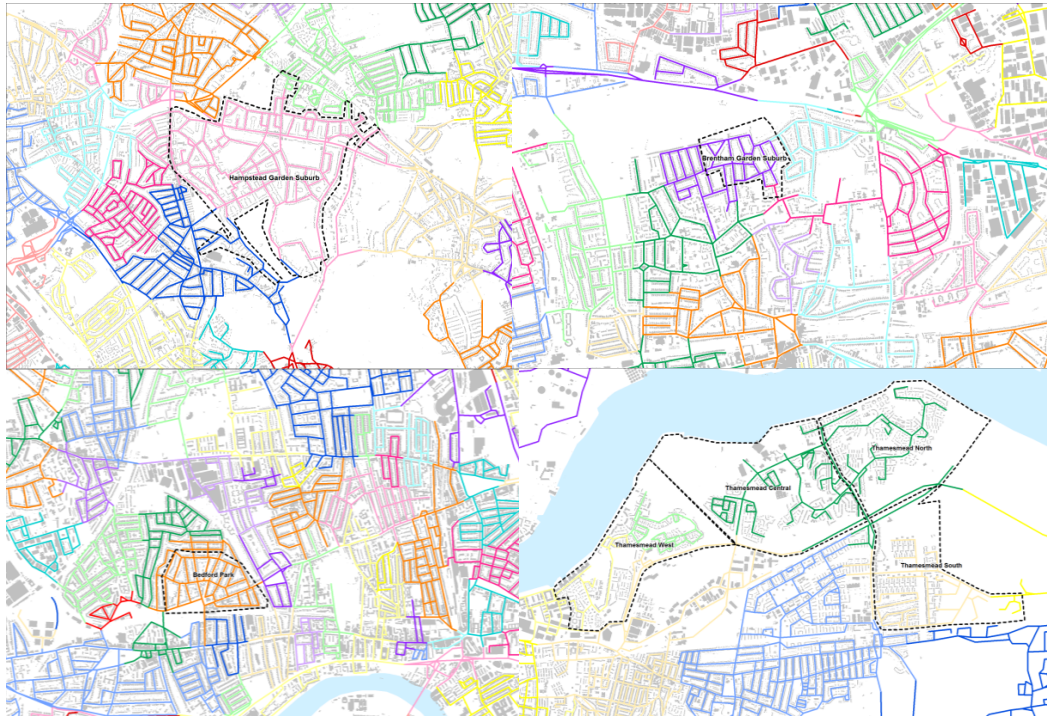 Hampstead Garden Suburb
Brentham Garden Suburb
Bedford Park
Thamesmead North
Thamesmead Central
Thamesmead West
Thamesmead South